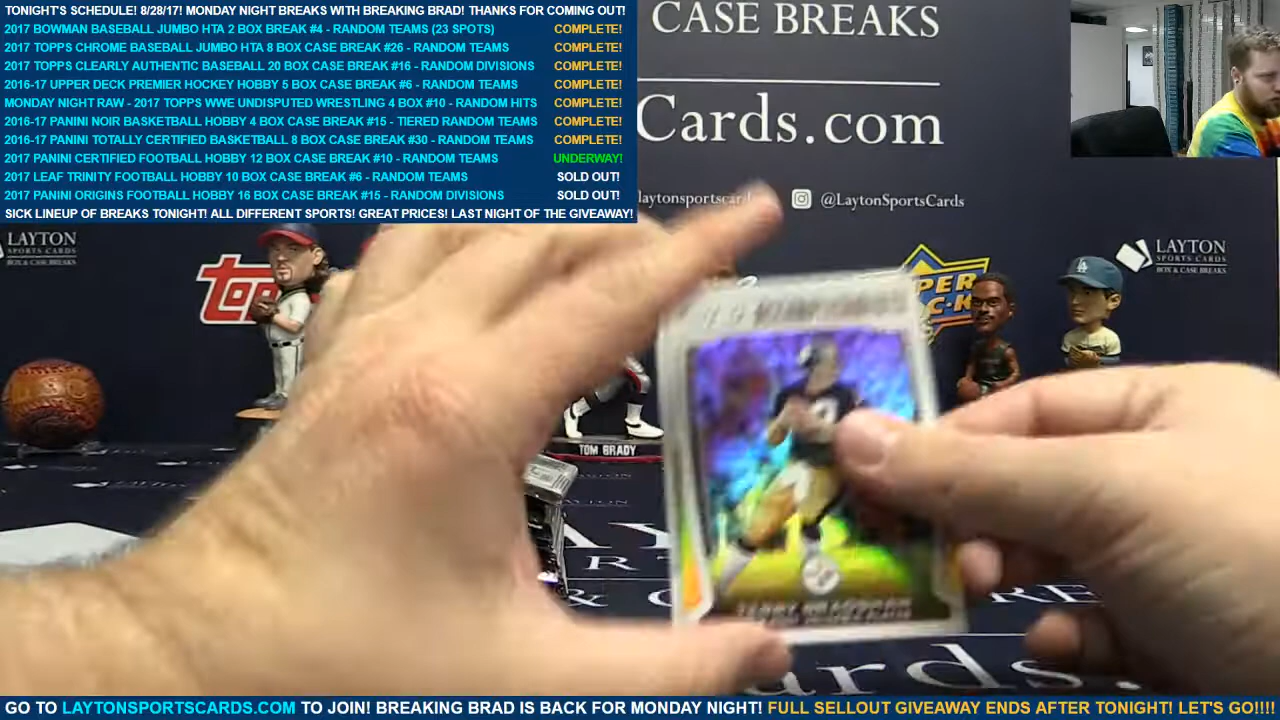 TONIGHT'S SCHEDULE! 8/28/17! MONDAY NIGHT BREAKS WITH BREAKING BRAD! THANKS FOR COMING OUT!
2017 BOWMAN BASEBALL JUMBO HTA 2 BOX BREAK #4 - RANDOM TEAMS (23 SPOTS) COMPLETE!
2017 TOPPS CHROME BASEBALL JUMBO HTA 8 BOX CASE BREAK #26 - RANDOM TEAMS COMPLETE!
2017 TOPPS CLEARLY AUTHENTIC BASEBALL 20 BOX CASE BREAK #16 - RANDOM DIVISIONS COMPLETE!
2016-17 UPPER DECK PREMIER HOCKEY HOBBY 5 BOX CASE BREAK #6 - RANDOM TEAMS COMPLETE!
MONDAY NIGHT RAW - 2017 TOPPS WWE UNDISPUTED WRESTLING 4 BOX #10 - RANDOM HITS COMPLETE!
2016-17 PANINI NOIR BASKETBALL HOBBY 4 BOX CASE BREAK #15 - TIERED RANDOM TEAMS COMPLETE!
2016-17 PANINI TOTALLY CERTIFIED BASKETBALL 8 BOX CASE BREAK #30 - RANDOM TEAMS COMPLETE!
2017 PANINI CERTIFIED FOOTBALL HOBBY 12 BOX CASE BREAK #10 - RANDOM TEAMS UNDERWAY!
2017 LEAF TRINITY FOOTBALL HOBBY 10 BOX CASE BREAK #6 - RANDOM TEAMS SOLD OUT!
2017 PANINI ORIGINS FOOTBALL HOBBY 16 BOX CASE BREAK #15 - RANDOM DIVISIONS SOLD OUT!
SICK LINEUP OF BREAKS TONIGHT! ALL DIFFERENT SPORTS! GREAT PRICES! LAST NIGHT OF THE GIVEAWAY!
CASE BREAKS
Cards.com
laytonsportscards @LaytonSportsCards
LAYTON
SPORTS CARDS
BOX & CASE BREAKS
LAYTON
SPORTS CARDS
BOX & CASE BREAKS
TOM BRADY
GO TO LAYTONSPORTSCARDS.COM TO JOIN! BREAKING BRAD IS BACK FOR MONDAY NIGHT! FULL SELLOUT GIVEAWAY ENDS AFTER TONIGHT! LET'S GO!!!!